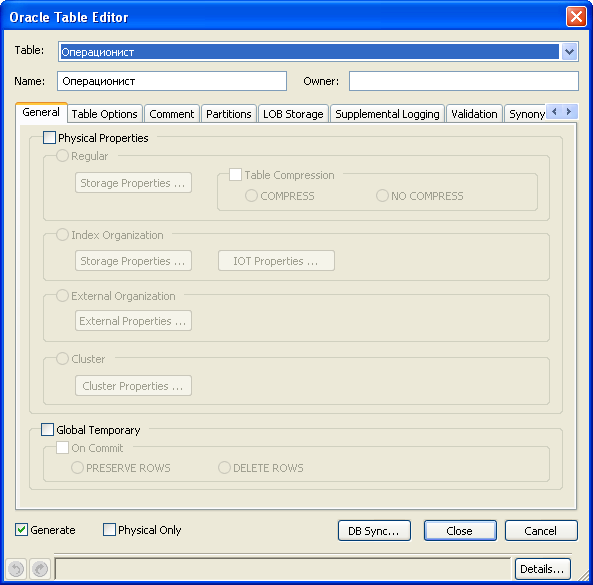 Oracle Table Editor
Table: Операционист
Name: Операционист Owner:
General Table Options Comment Partitions LOB Storage Supplemental Logging Validation Synony
Physical Properties
Regular
Storage Properties ... Table Compression
COMPRESS NO COMPRESS
Index Organization
Storage Properties ... IOT Properties ...
External Organization
External Properties ...
Cluster
Cluster Properties ...
Global Temporary
On Commit
PRESERVE ROWS DELETE ROWS
Generate Physical Only DB Sync... Close Cancel
Details...